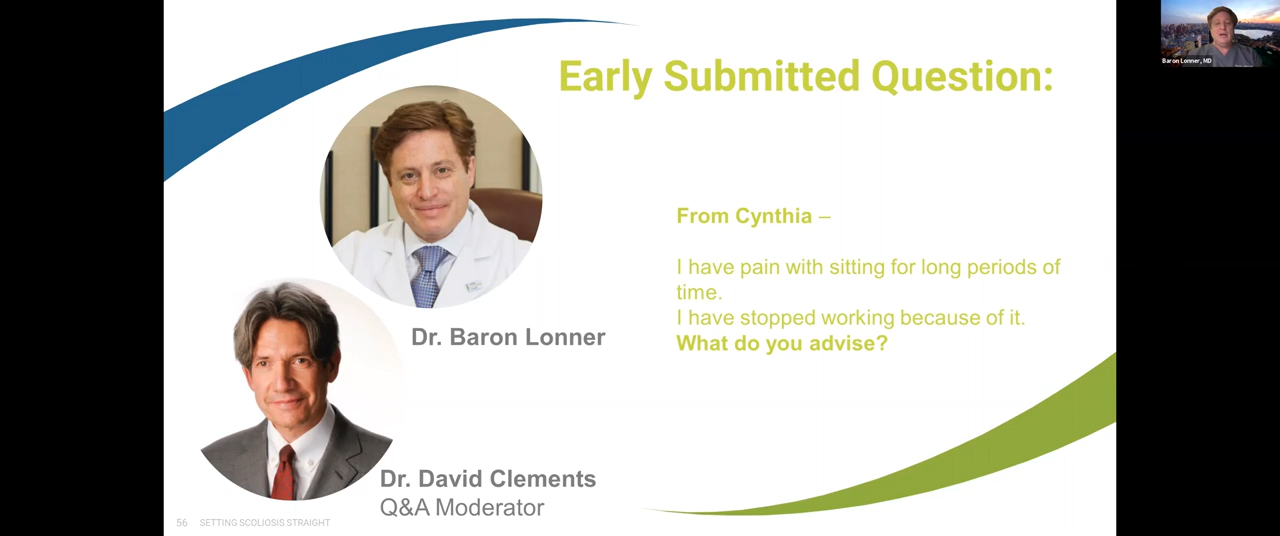 Early Submitted Question:
From Cynthia –
I have pain with sitting for long periods of
time.
I have stopped working because of it.
What do you advise?
Dr. Baron Lonner
Dr. David Clements
Q&A Moderator
56 SETTING SCOLIOSIS STRAIGHT
Baron Lonner, MD